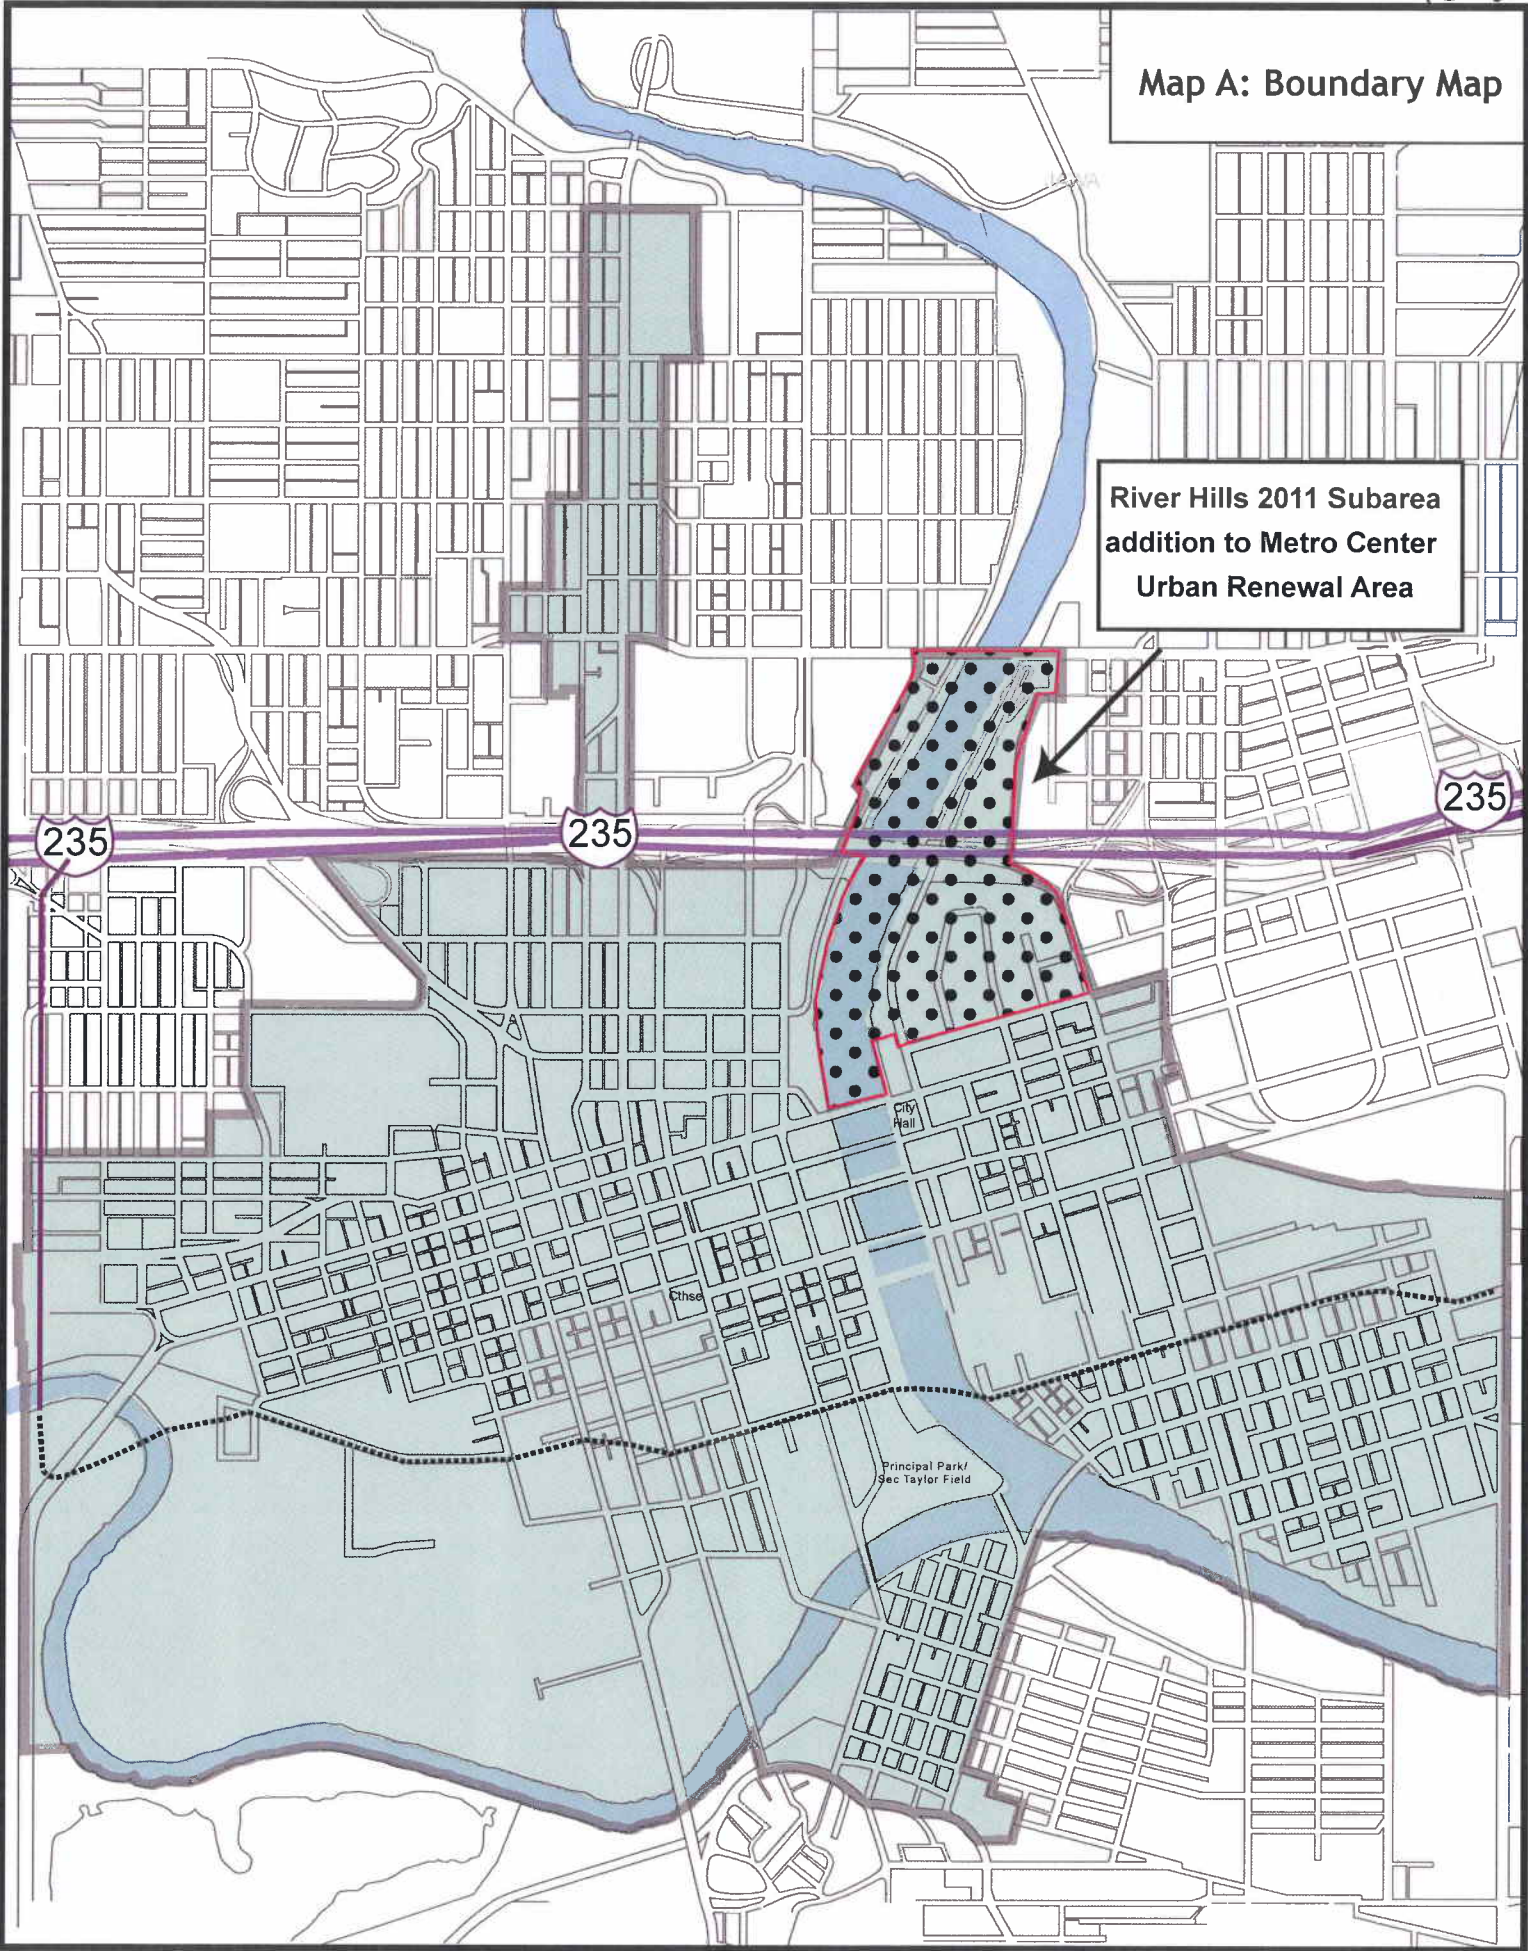 Map A: Boundary Map
River Hills 2011 Subarea
addition to Metro Center
Urban Renewal Area
235
235
235
City
Hall
Cthse
Principal Park/
Sec Taylor Field